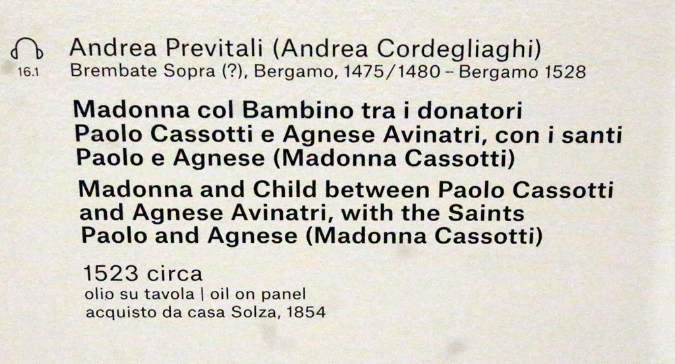 Andrea Previtali (Andrea Cordegliaghi)
16.1 Brembate Sopra (?), Bergamo, 1475/1480 – Bergamo 1528
Madonna col Bambino tra i donatori
Paolo Cassotti e Agnese Avinatri, con i santi
Paolo e Agnese (Madonna Cassotti)
Madonna and Child between Paolo Cassotti
and Agnese Avinatri, with the Saints
Paolo and Agnese (Madonna Cassotti)
1523 circa
olio su tavola | oil on panel
acquisto da casa Solza, 1854